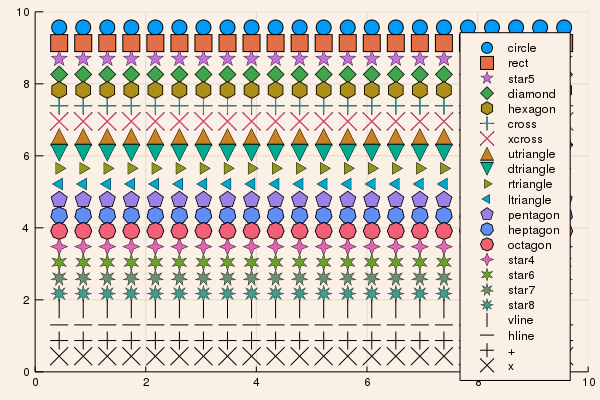 10
8
6
4
2
0
0
2
4
6
8
10
circle
rect
star5
diamond
hexagon
cross
xcross
utriangle
dtriangle
rtriangle
ltriangle
pentagon
heptagon
octagon
star4
star6
star7
star8
vline
hline
+
x